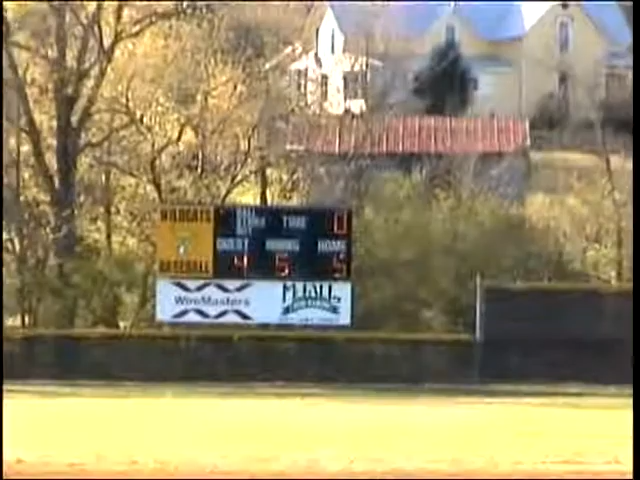 WILDCATS
TIME 0
GUEST INNING HOME
BASEBALL 4 5 5
WireMasters